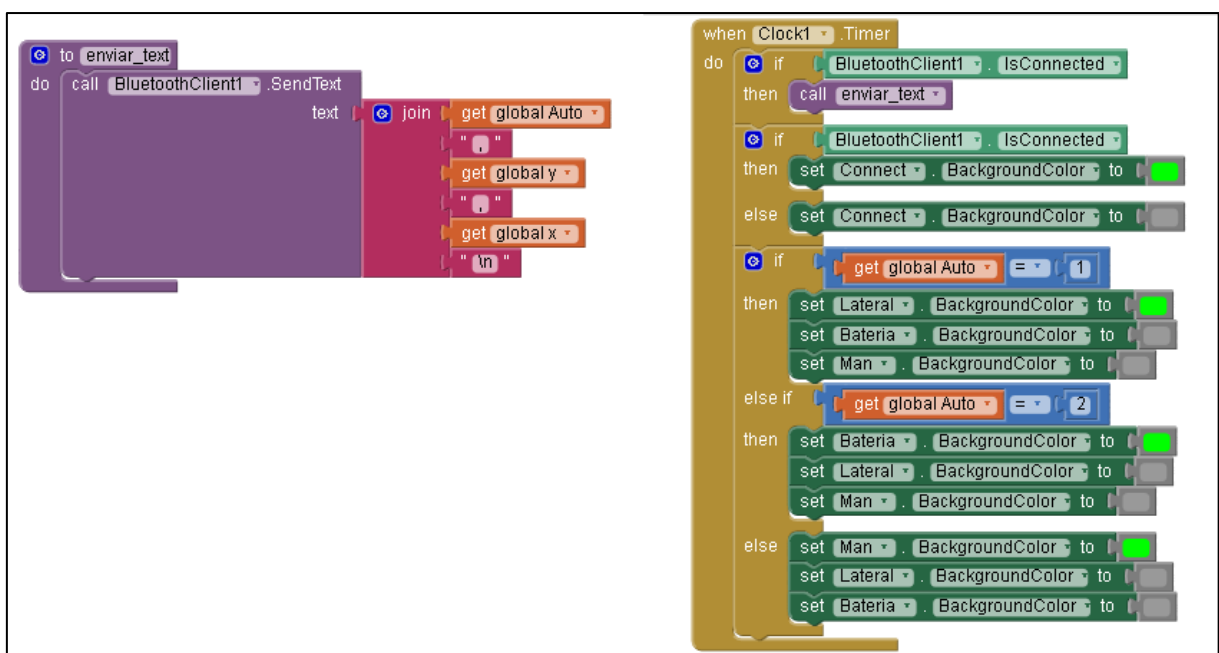 to enviar_text
do call BluetoothClient1 .SendText
text join get global Auto
" , "
get global y
" , "
get global x
" \n "
when Clock1 .Timer
do if BluetoothClient1 . IsConnected
then call enviar_text
if BluetoothClient1 . IsConnected
then set Connect . BackgroundColor to
else set Connect . BackgroundColor to
if get global Auto = 1
then set Lateral . BackgroundColor to
set Bateria . BackgroundColor to
set Man . BackgroundColor to
else if get global Auto = 2
then set Bateria . BackgroundColor to
set Lateral . BackgroundColor to
set Man . BackgroundColor to
else set Man . BackgroundColor to
set Lateral . BackgroundColor to
set Bateria . BackgroundColor to